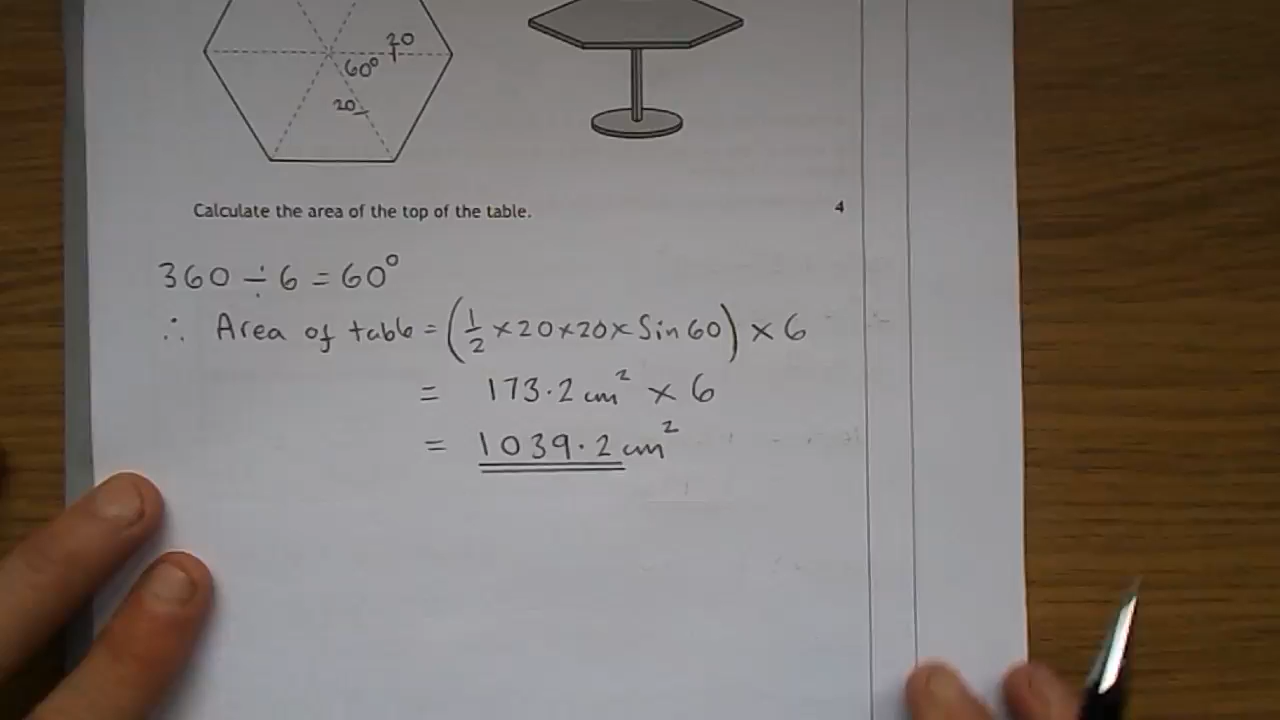 20
60°
20
Calculate the area of the top of the table. 4
360 ÷ 6 = 60°
∴ Area of table = (1/2 × 20 × 20 × Sin 60) × 6
= 173.2 cm² × 6
= 1039.2 cm²